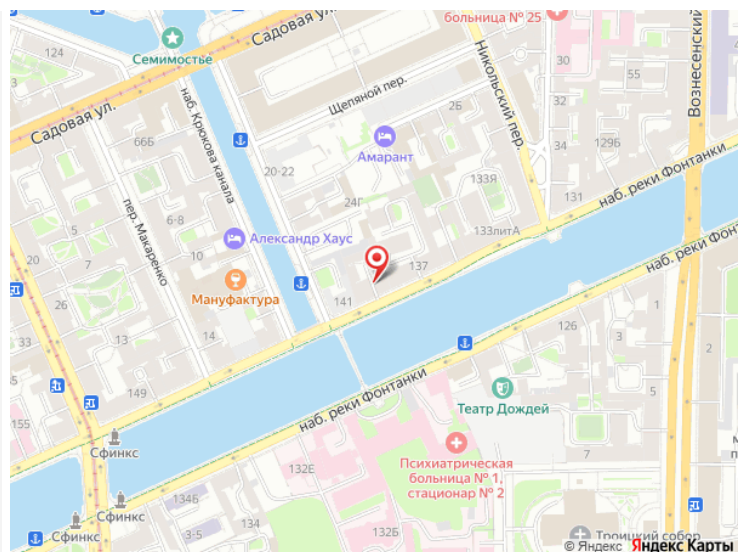 больница № 25
Садовая ул.
Семимостье
124
30
55
Вознесенский
Никольский пер.
Щепяной пер.
2Б
32
Садовая ул.
наб. Крюкова канала
66Б
Амарант
34
129Б
20-22
133Я
131
наб. реки Фонтанки
24Г
6-8
133литА
пер. Макаренко
Александр Хаус
наб. реки Фон
20
7
10
137
26
Мануфактура
141
1
126
3
13
14
2
наб. реки Фонтанки
149
Театр Дождей
155
7
Сфинкс
132Е
Психиатрическая
больница № 1,
стационар № 2
134Б
Сфинкс
Сфинкс
3-5
132Б
Троицкий собор
© Яндекс Яндекс Карты